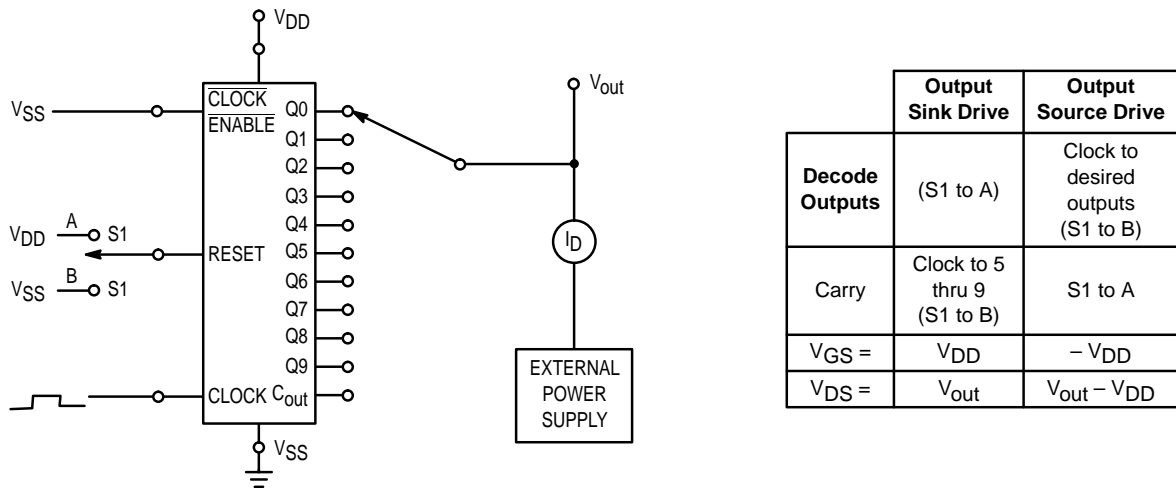 VDD
VSS
CLOCK
ENABLE
Q0
Q1
Q2
Q3
Q4
Q5
Q6
Q7
Q8
Q9
Cout
VDD
A
S1
RESET
VSS
B
S1
CLOCK
VSS
Vout
ID
EXTERNAL
POWER
SUPPLY
Output
Sink Drive
Output
Source Drive
Decode
Outputs
(S1 to A)
Clock to
desired
outputs
(S1 to B)
Carry
Clock to 5
thru 9
(S1 to B)
S1 to A
VGS =
VDD
– VDD
VDS =
Vout
Vout – VDD